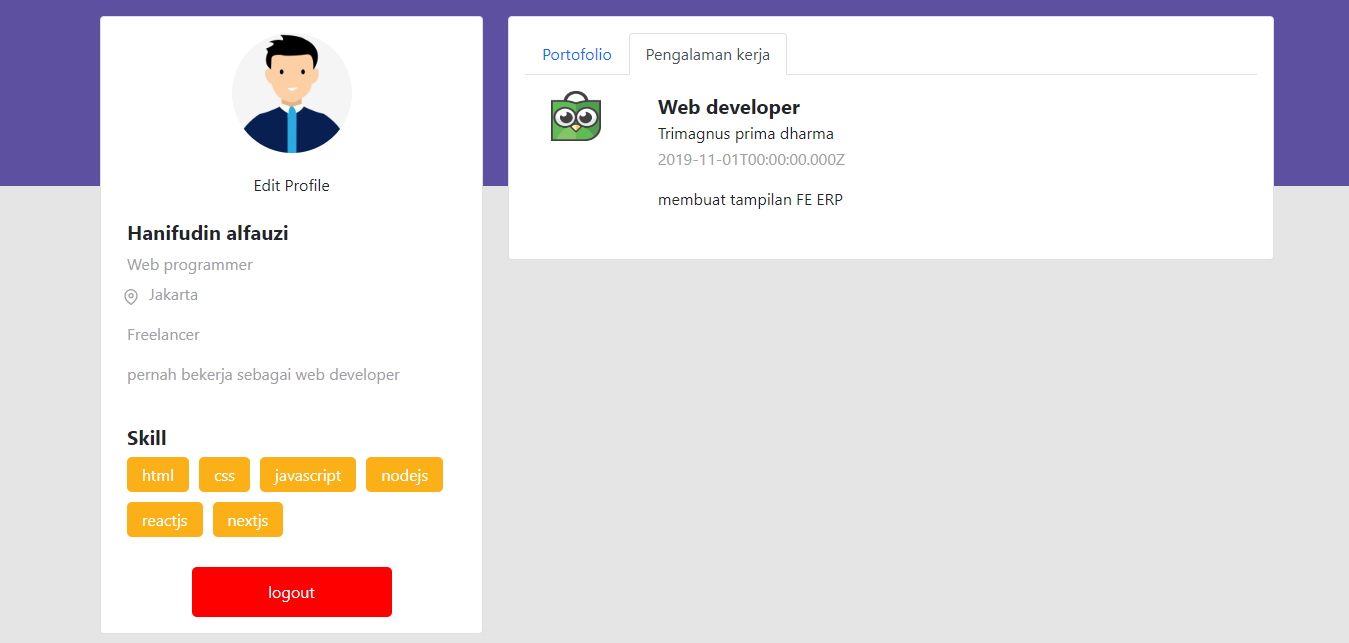 Edit Profile
Hanifudin alfauzi
Web programmer
Jakarta
Freelancer
pernah bekerja sebagai web developer
Skill
html css javascript nodejs
reactjs nextjs
logout
Portofolio Pengalaman kerja
Web developer
Trimagnus prima dharma
2019-11-01T00:00:00.000Z
membuat tampilan FE ERP